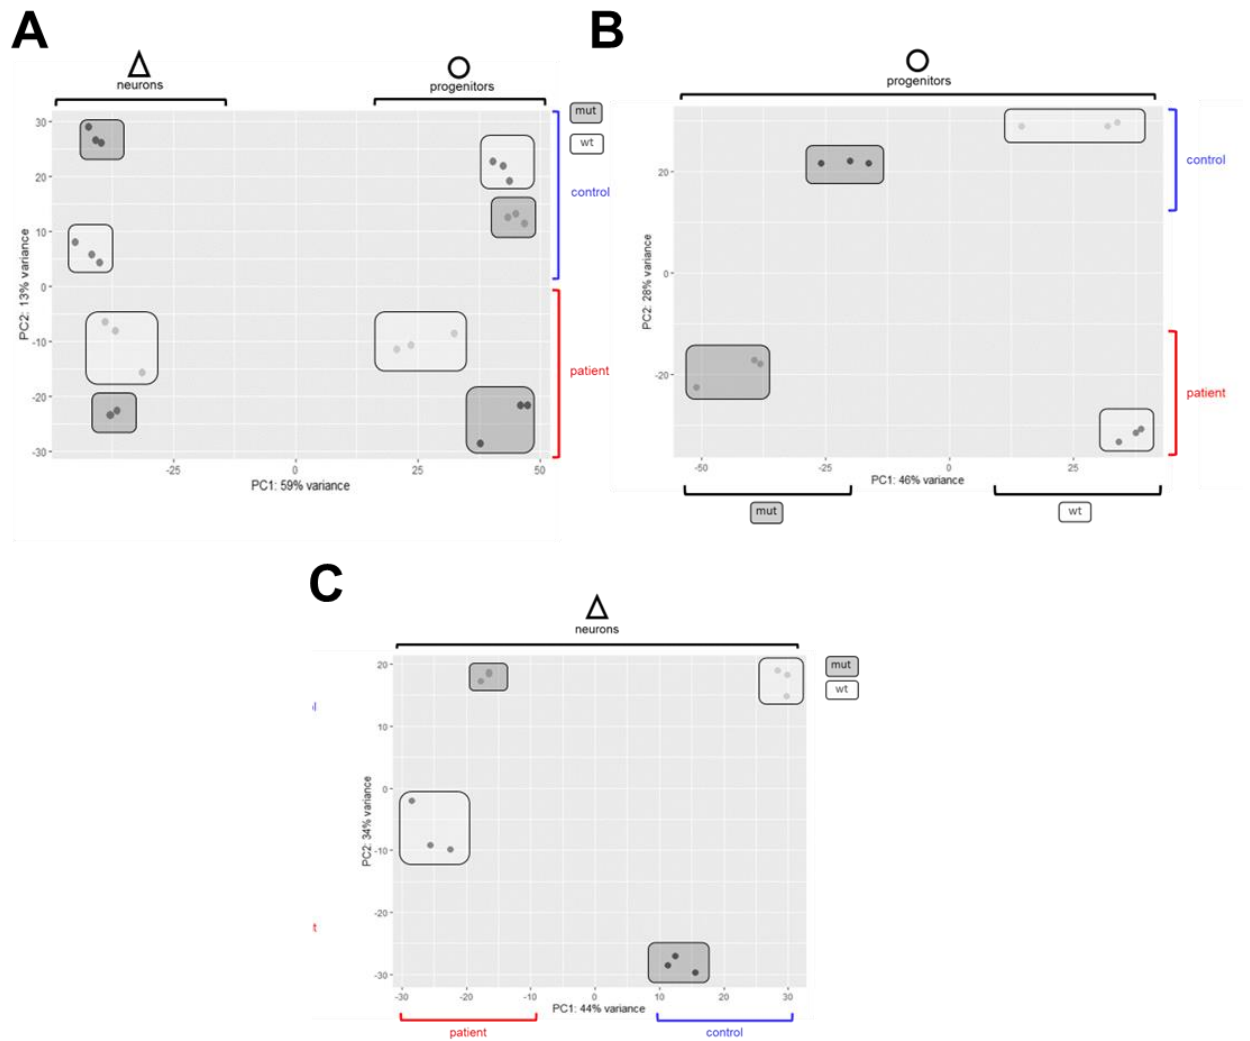 A
neurons
progenitors
mut
wt
control
patient
30
20
10
0
-10
-20
-30
PC2: 13% variance
-25
0
25
50
PC1: 59% variance
B
progenitors
control
patient
20
0
-20
PC2: 28% variance
-50
-25
0
25
PC1: 46% variance
mut
wt
C
neurons
mut
wt
20
10
0
-10
-20
-30
PC2: 34% variance
-30
-20
-10
0
10
20
30
PC1: 44% variance
patient
control
l
t